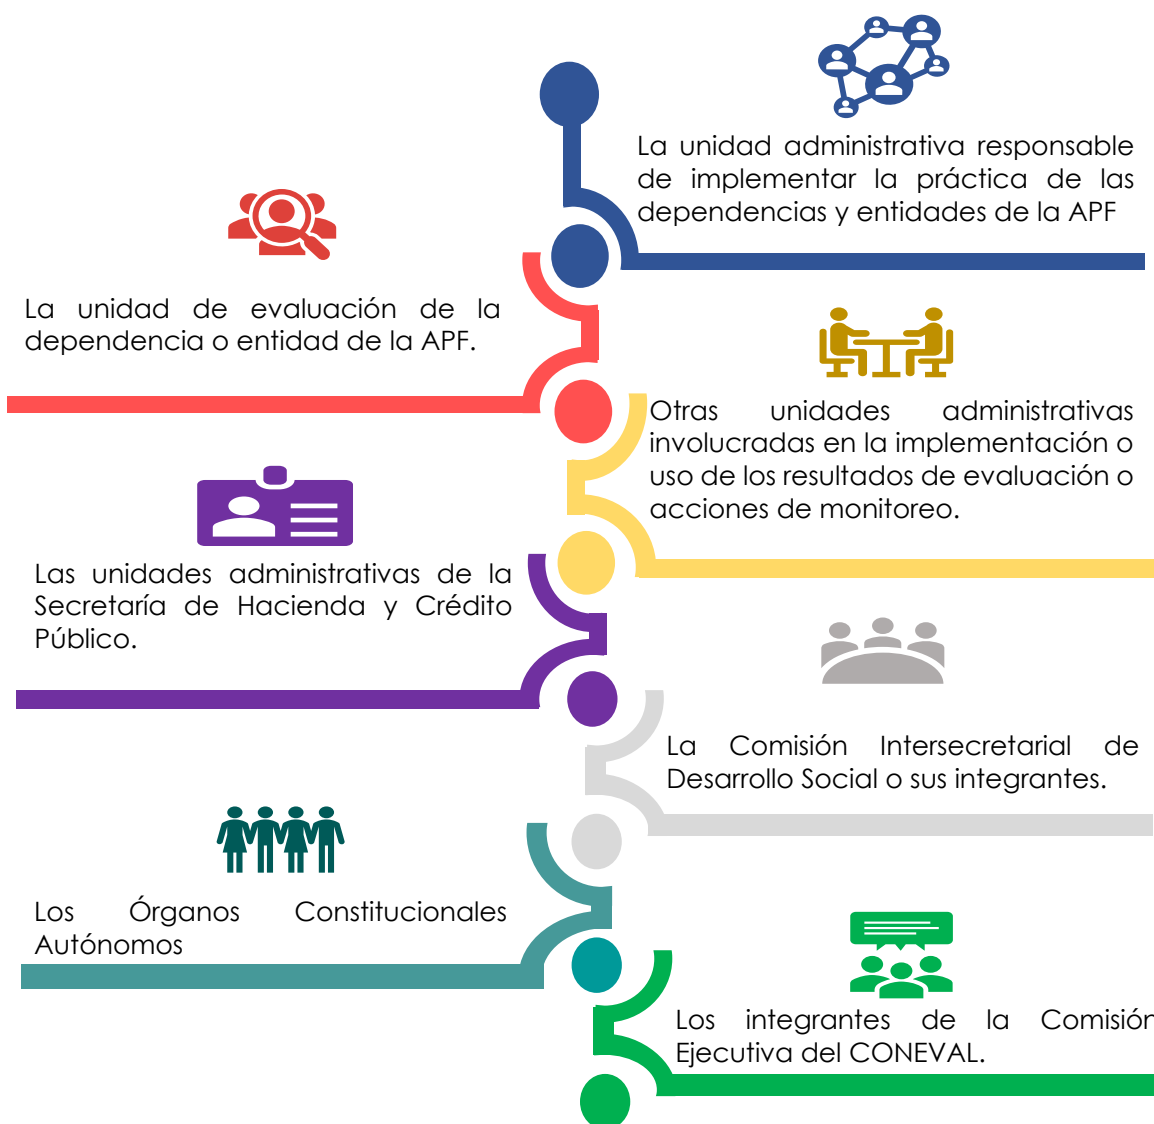 La unidad administrativa responsable
de implementar la práctica de las
dependencias y entidades de la APF
La unidad de evaluación de la
dependencia o entidad de la APF.
Otras unidades administrativas
involucradas en la implementación o
uso de los resultados de evaluación o
acciones de monitoreo.
Las unidades administrativas de la
Secretaría de Hacienda y Crédito
Público.
La Comisión Intersecretarial de
Desarrollo Social o sus integrantes.
Los Órganos Constitucionales
Autónomos
Los integrantes de la Comisión
Ejecutiva del CONEVAL.